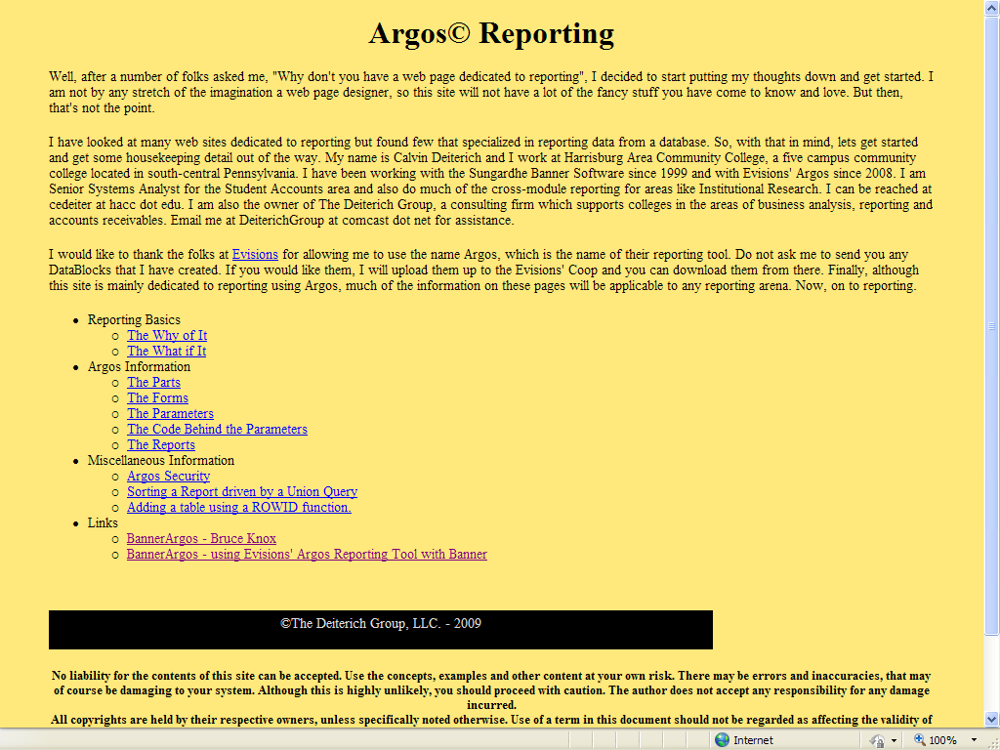 Argos© Reporting
Well, after a number of folks asked me, "Why don't you have a web page dedicated to reporting", I decided to start putting my thoughts down and get started. I
am not by any stretch of the imagination a web page designer, so this site will not have a lot of the fancy stuff you have come to know and love. But then,
that's not the point.
I have looked at many web sites dedicated to reporting but found few that specialized in reporting data from a database. So, with that in mind, lets get started
and get some housekeeping detail out of the way. My name is Calvin Deiterich and I work at Harrisburg Area Community College, a five campus community
college located in south-central Pennsylvania. I have been working with the Sungardhe Banner Software since 1999 and with Evisions' Argos since 2008. I am
Senior Systems Analyst for the Student Accounts area and also do much of the cross-module reporting for areas like Institutional Research. I can be reached at
cedeiter at hacc dot edu. I am also the owner of The Deiterich Group, a consulting firm which supports colleges in the areas of business analysis, reporting and
accounts receivables. Email me at DeiterichGroup at comcast dot net for assistance.
I would like to thank the folks at Evisions for allowing me to use the name Argos, which is the name of their reporting tool. Do not ask me to send you any
DataBlocks that I have created. If you would like them, I will upload them up to the Evisions' Coop and you can download them from there. Finally, although
this site is mainly dedicated to reporting using Argos, much of the information on these pages will be applicable to any reporting arena. Now, on to reporting.
Reporting Basics
The Why of It
The What if It
Argos Information
The Parts
The Forms
The Parameters
The Code Behind the Parameters
The Reports
Miscellaneous Information
Argos Security
Sorting a Report driven by a Union Query
Adding a table using a ROWID function.
Links
BannerArgos - Bruce Knox
BannerArgos - using Evisions' Argos Reporting Tool with Banner
©The Deiterich Group, LLC. - 2009
No liability for the contents of this site can be accepted. Use the concepts, examples and other content at your own risk. There may be errors and inaccuracies, that may
of course be damaging to your system. Although this is highly unlikely, you should proceed with caution. The author does not accept any responsibility for any damage
incurred.
All copyrights are held by their respective owners, unless specifically noted otherwise. Use of a term in this document should not be regarded as affecting the validity of
Internet
100%